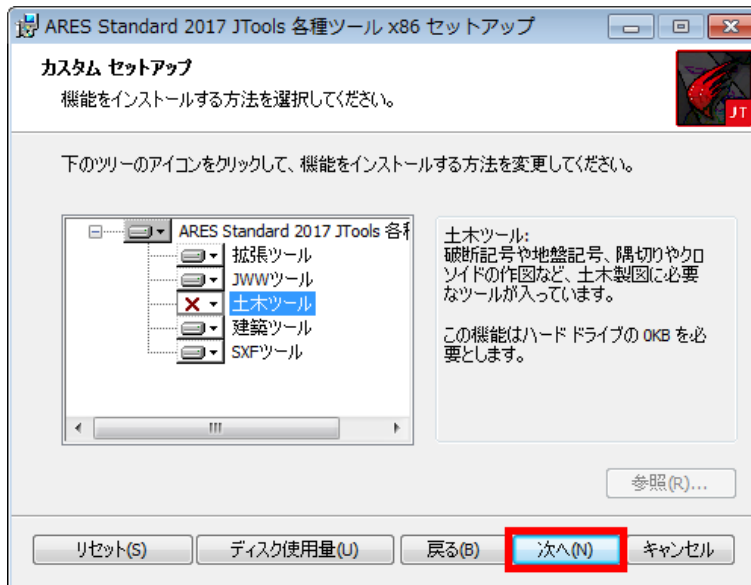 ARES Standard 2017 JTools 各種ツール x86 セットアップ
カスタム セットアップ
機能をインストールする方法を選択してください。
JT
下のツリーのアイコンをクリックして、機能をインストールする方法を変更してください。
ARES Standard 2017 JTools 各
拡張ツール
JWWツール
土木ツール
建築ツール
SXFツール
土木ツール:
破断記号や地盤記号、隅切りやクロ
ソイドの作図など、土木製図に必要
なツールが入っています。
この機能はハード ドライブの 0KB を必
要とします。
参照(R)...
リセット(S)
ディスク使用量(U)
戻る(B)
次へ(N)
キャンセル